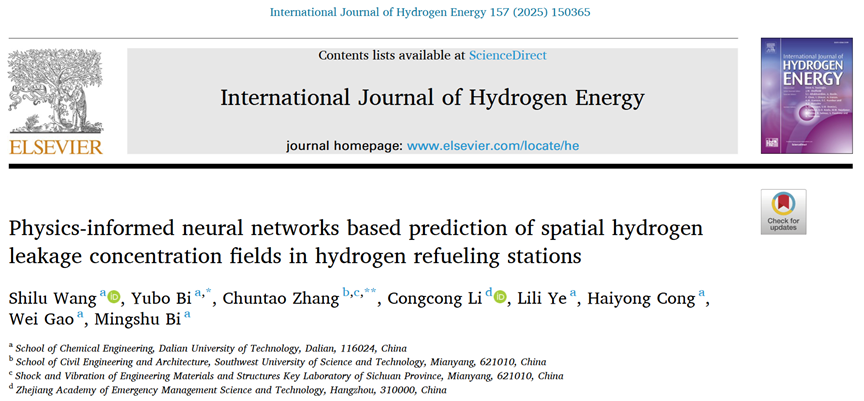 International Journal of Hydrogen Energy 157 (2025) 150365
Contents lists available at ScienceDirect
International Journal of Hydrogen Energy
journal homepage: www.elsevier.com/locate/he
ELSEVIER
International Journal of
HYDROGEN
ENERGY
Check for
updates
Physics-informed neural networks based prediction of spatial hydrogen
leakage concentration fields in hydrogen refueling stations
Shilu Wang a iD, Yubo Bi a,*, Chuntao Zhang b,c,**, Congcong Li d iD, Lili Ye a, Haiyong Cong a,
Wei Gao a, Mingshu Bi a
a School of Chemical Engineering, Dalian University of Technology, Dalian, 116024, China
b School of Civil Engineering and Architecture, Southwest University of Science and Technology, Mianyang, 621010, China
c Shock and Vibration of Engineering Materials and Structures Key Laboratory of Sichuan Province, Mianyang, 621010, China
d Zhejiang Academy of Emergency Management Science and Technology, Hangzhou, 310000, China